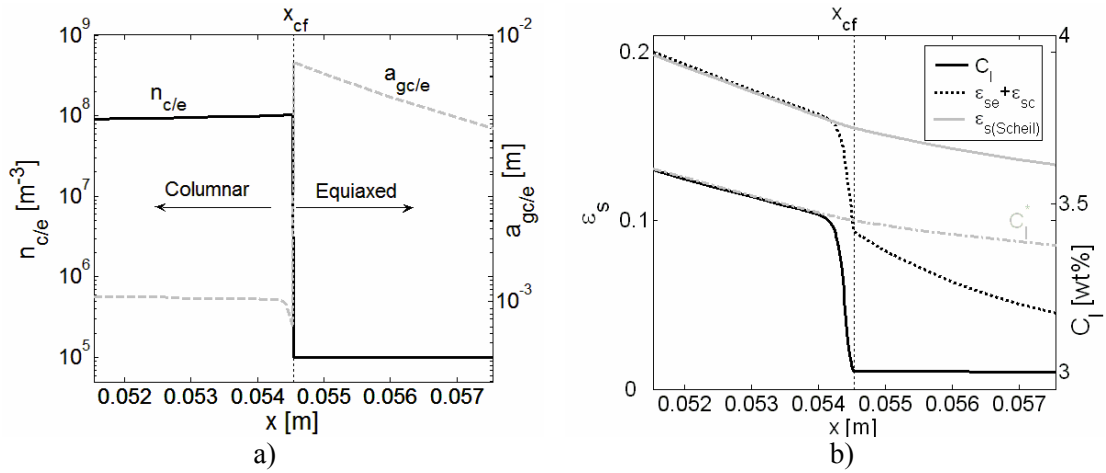 x_cf
10^9
10^8
10^7
10^6
10^5
n_c/e [m^-3]
n_c/e
a_gc/e
Columnar
Equiaxed
10^-2
10^-3
a_gc/e [m]
0.052 0.053 0.054 0.055 0.056 0.057
x [m]
a)
x_cf
0.2
0.1
0
ε_s
C_l
ε_se+ε_sc
ε_s(Scheil)
C_l^*
4
3.5
3
C_l [wt%]
0.052 0.053 0.054 0.055 0.056 0.057
x [m]
b)